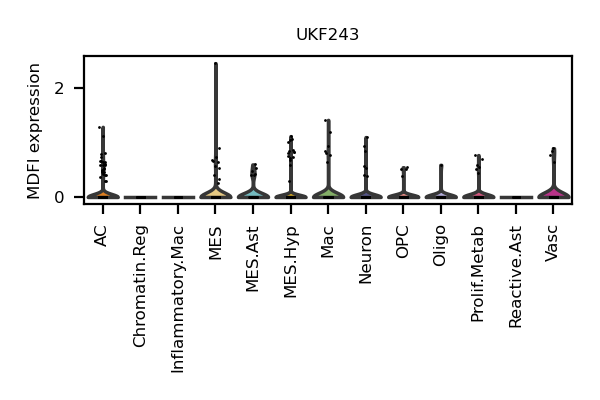 UKF243
MDFI expression
2
0
AC
Chromatin.Reg
Inflammatory.Mac
MES
MES.Ast
MES.Hyp
Mac
Neuron
OPC
Oligo
Prolif.Metab
Reactive.Ast
Vasc